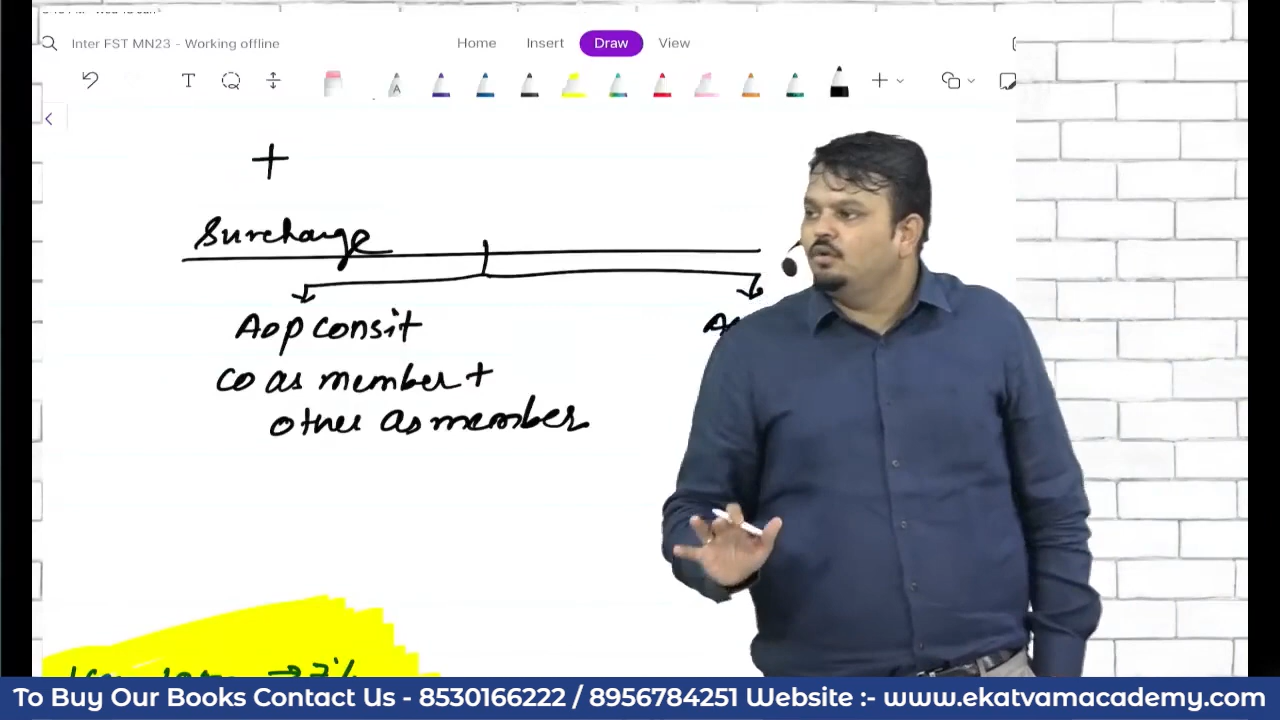 Inter FST MN23 - Working offline
Home Insert Draw View
T
A
+
Surcharge
Aop consit
co as member +
other as member
To Buy Our Books Contact Us - 8530166222 / 8956784251 Website :- www.ekatvamacademy.com